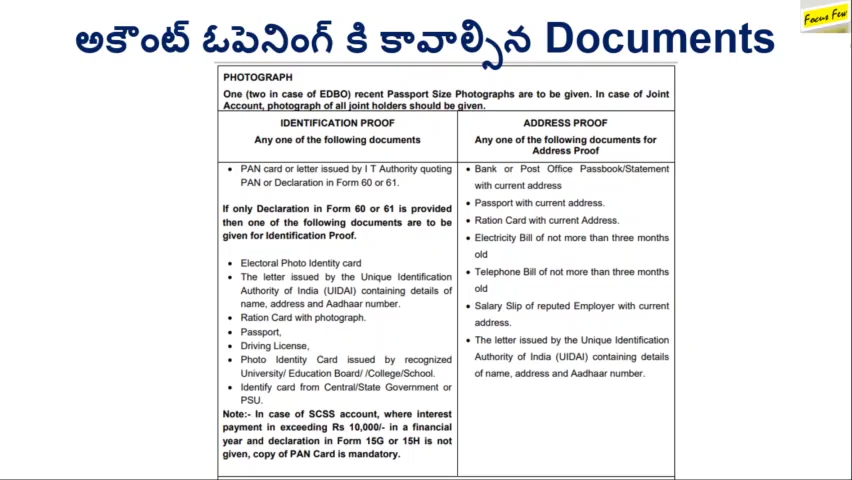 Focus Few
అకౌంట్ ఓపెనింగ్ కి కావాల్సిన Documents
PHOTOGRAPH
One (two in case of EDBO) recent Passport Size Photographs are to be given. In case of Joint
Account, photograph of all joint holders should be given.
IDENTIFICATION PROOF
Any one of the following documents
• PAN card or letter issued by I T Authority quoting
PAN or Declaration in Form 60 or 61.
If only Declaration in Form 60 or 61 is provided
then one of the following documents are to be
given for Identification Proof.
• Electoral Photo Identity card
• The letter issued by the Unique Identification
Authority of India (UIDAI) containing details of
name, address and Aadhaar number.
• Ration Card with photograph.
• Passport,
• Driving License,
• Photo Identity Card issued by recognized
University/ Education Board/ /College/School.
• Identify card from Central/State Government or
PSU.
Note:- In case of SCSS account, where interest
payment in exceeding Rs 10,000/- in a financial
year and declaration in Form 15G or 15H is not
given, copy of PAN Card is mandatory.
ADDRESS PROOF
Any one of the following documents for
Address Proof
• Bank or Post Office Passbook/Statement
with current address
• Passport with current address.
• Ration Card with current Address.
• Electricity Bill of not more than three months
old
• Telephone Bill of not more than three months
old
• Salary Slip of reputed Employer with current
address.
• The letter issued by the Unique Identification
Authority of India (UIDAI) containing details
of name, address and Aadhaar number.